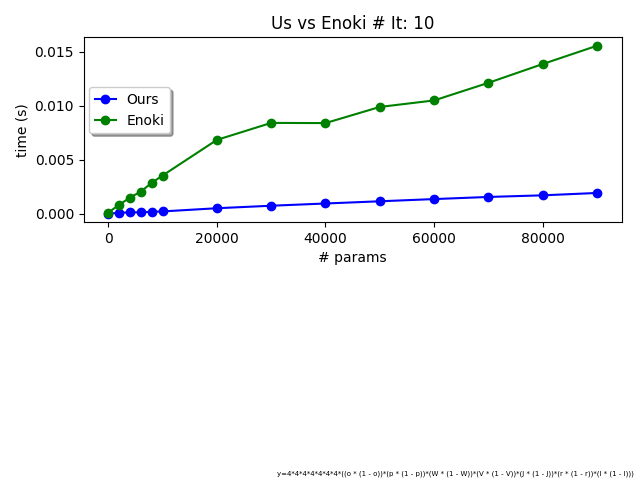 Us vs Enoki # It: 10
time (s)
0.015
0.010
0.005
0.000
Ours
Enoki
0 20000 40000 60000 80000
# params
y=4*4*4*4*4*4*4*((o * (1 - o))*(p * (1 - p))*(W * (1 - W))*(V * (1 - V))*(J * (1 - J))*(r * (1 - r))*(l * (1 - l)))